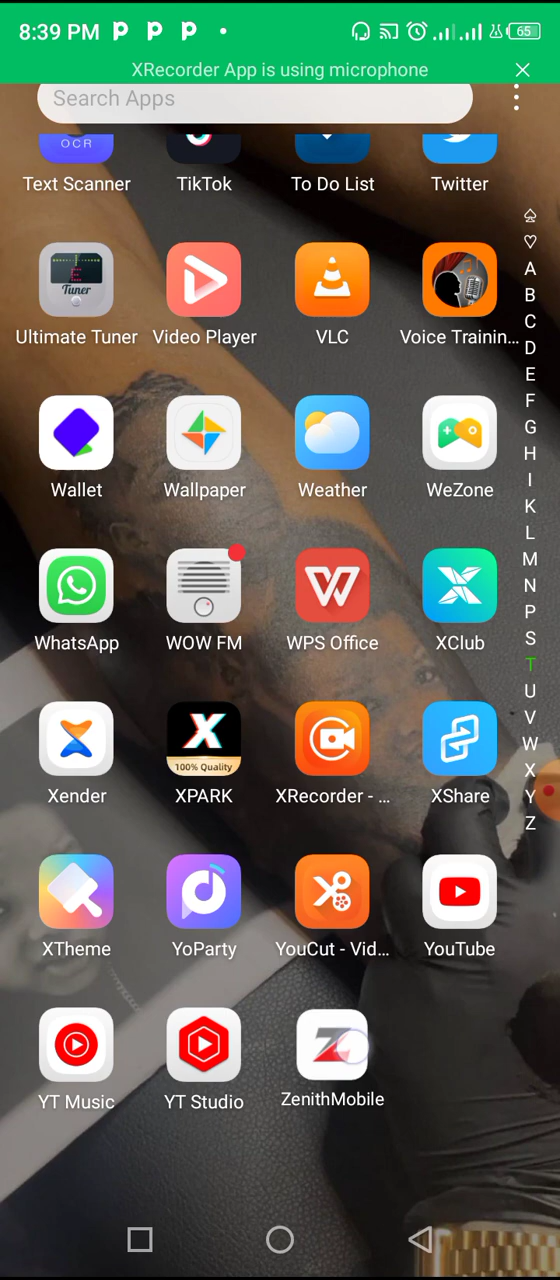 8:39 PM
65
XRecorder App is using microphone
Search Apps
OCR
Text Scanner TikTok To Do List Twitter
Tuner
Ultimate Tuner Video Player VLC Voice Trainin...
Wallet Wallpaper Weather WeZone
WhatsApp WOW FM WPS Office XClub
X
100% Quality
Xender XPARK XRecorder - ... XShare
XTheme YoParty YouCut - Vid... YouTube
YT Music YT Studio ZenithMobile
A
B
C
D
E
F
G
H
I
K
L
M
N
P
S
T
U
V
W
X
Y
Z